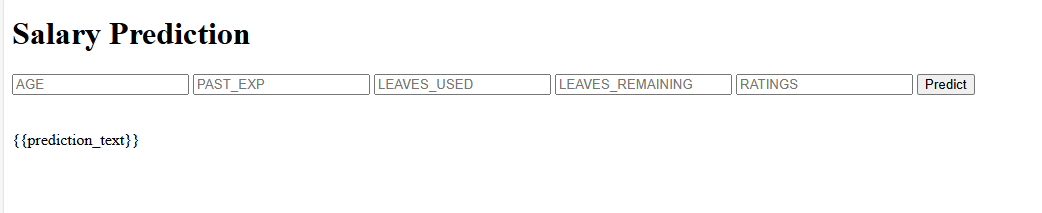 Salary Prediction
AGE PAST_EXP LEAVES_USED LEAVES_REMAINING RATINGS Predict
{{prediction_text}}